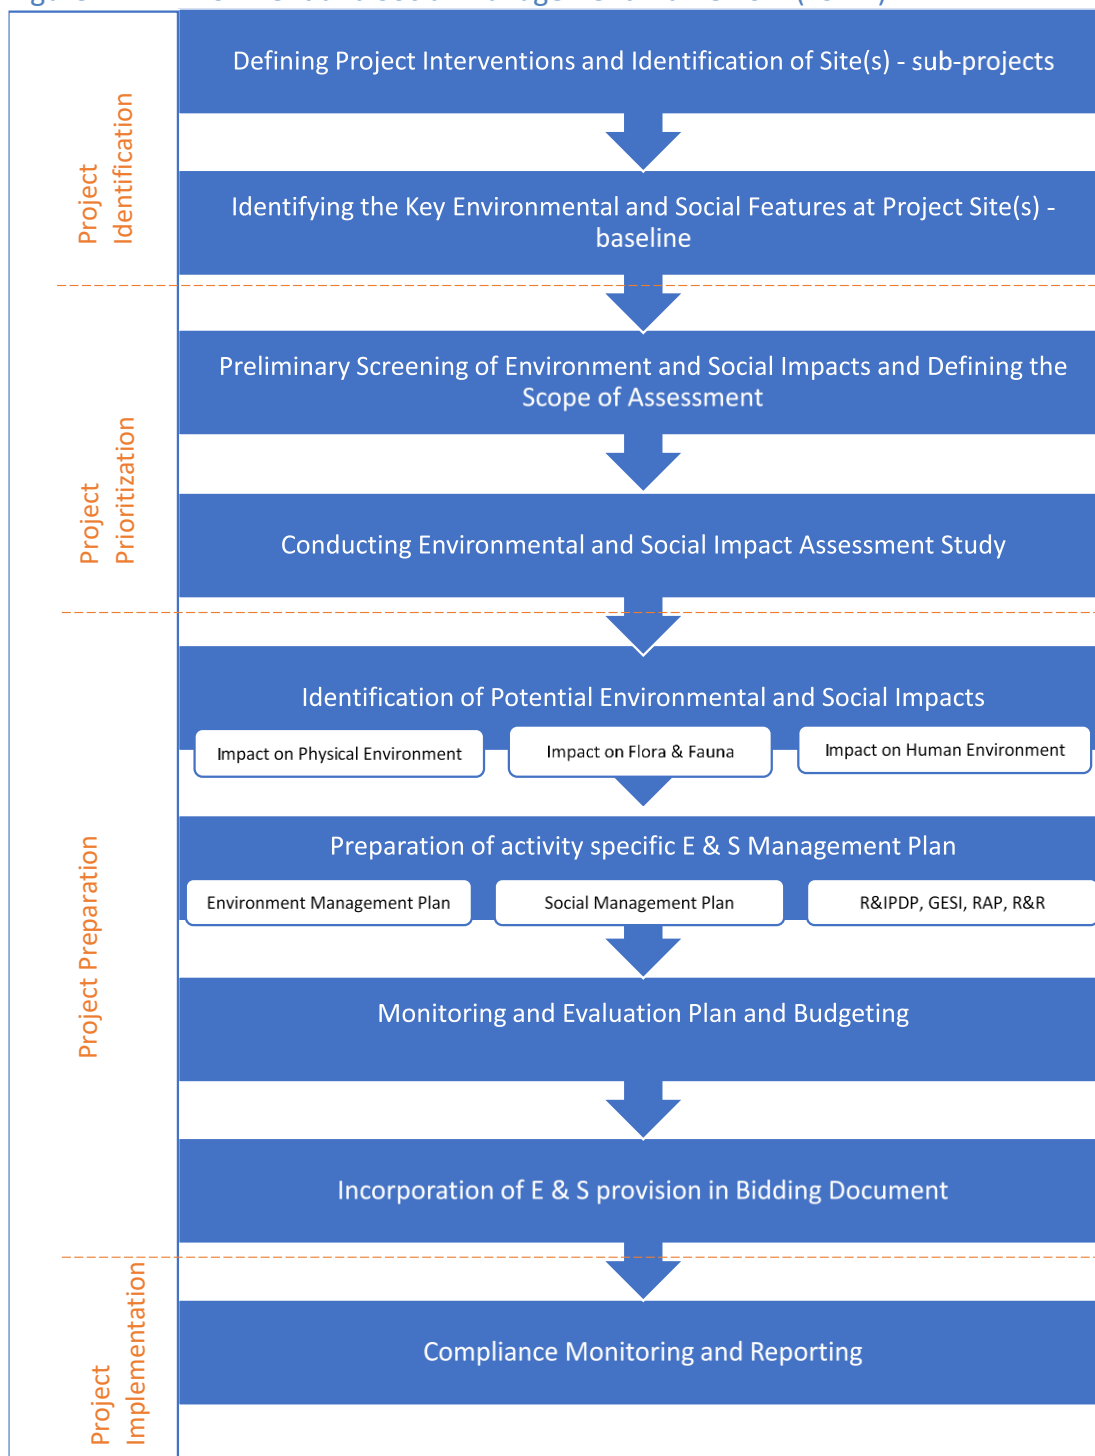 Defining Project Interventions and Identification of Site(s) - sub-projects
Project
Identification
Identifying the Key Environmental and Social Features at Project Site(s) -
baseline
Preliminary Screening of Environment and Social Impacts and Defining the
Scope of Assessment
Project
Prioritization
Conducting Environmental and Social Impact Assessment Study
Identification of Potential Environmental and Social Impacts
Impact on Physical Environment
Impact on Flora & Fauna
Impact on Human Environment
Project Preparation
Preparation of activity specific E & S Management Plan
Environment Management Plan
Social Management Plan
R&IPDP, GESI, RAP, R&R
Monitoring and Evaluation Plan and Budgeting
Incorporation of E & S provision in Bidding Document
Project
Implementation
Compliance Monitoring and Reporting